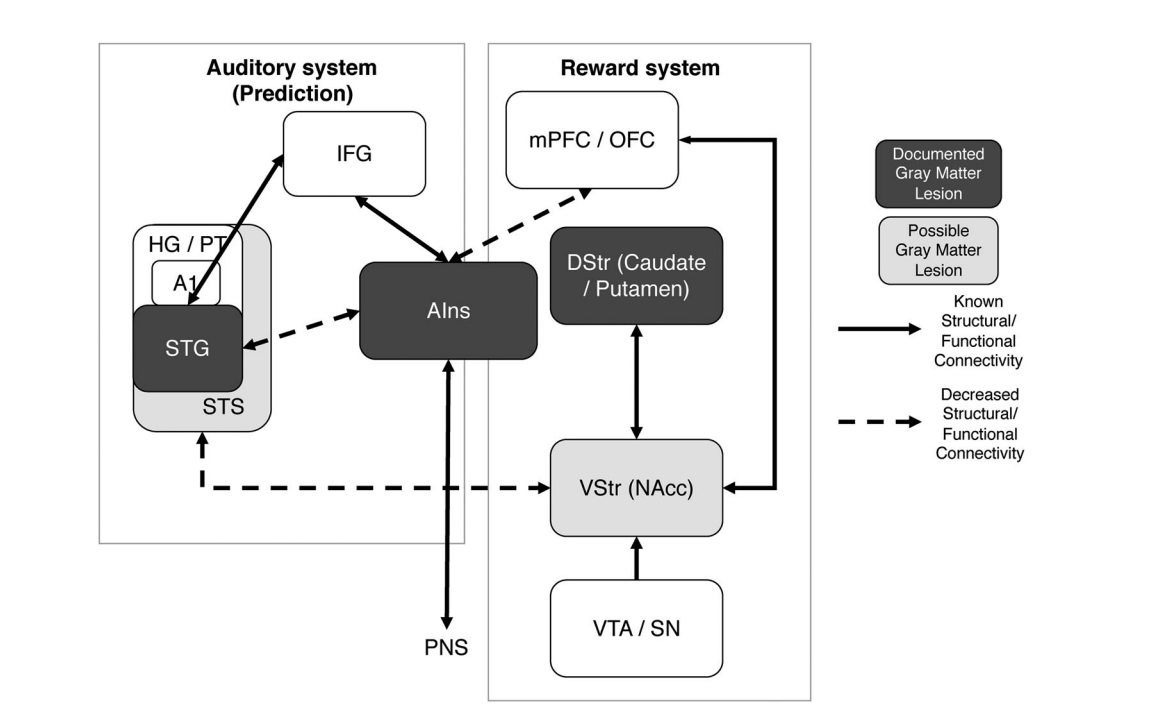 Auditory system
(Prediction)
IFG
HG / PT
A1
STG
STS
AIns
PNS
Reward system
mPFC / OFC
DStr (Caudate
/ Putamen)
VStr (NAcc)
VTA / SN
Documented
Gray Matter
Lesion
Possible
Gray Matter
Lesion
Known
Structural/
Functional
Connectivity
Decreased
Structural/
Functional
Connectivity